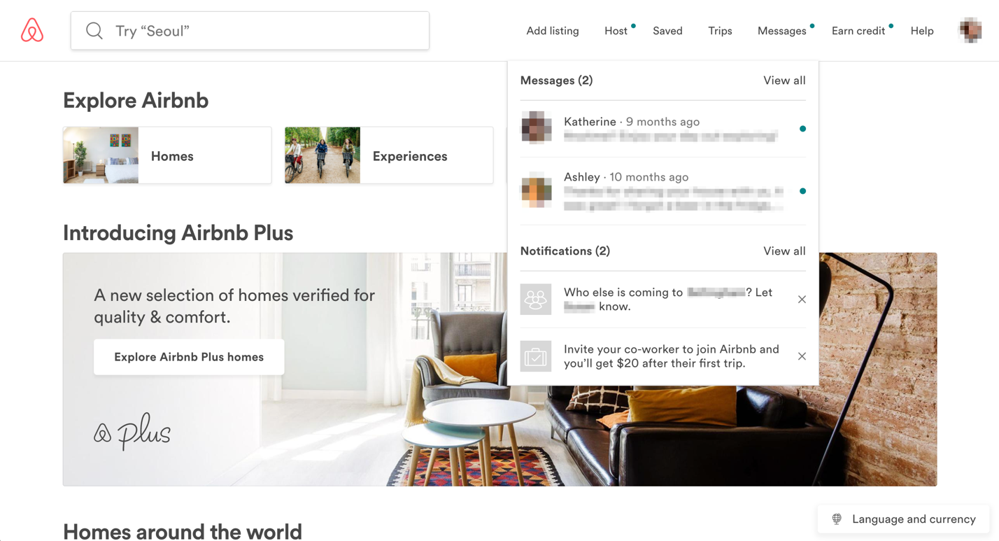 Try “Seoul”
Add listing
Host
Saved
Trips
Messages
Earn credit
Help
Explore Airbnb
Homes
Experiences
Messages (2)
View all
Katherine · 9 months ago
Ashley · 10 months ago
Notifications (2)
View all
Who else is coming to ? Let
know.
Invite your co-worker to join Airbnb and
you’ll get $20 after their first trip.
Introducing Airbnb Plus
A new selection of homes verified for
quality & comfort.
Explore Airbnb Plus homes
plus
Homes around the world
Language and currency